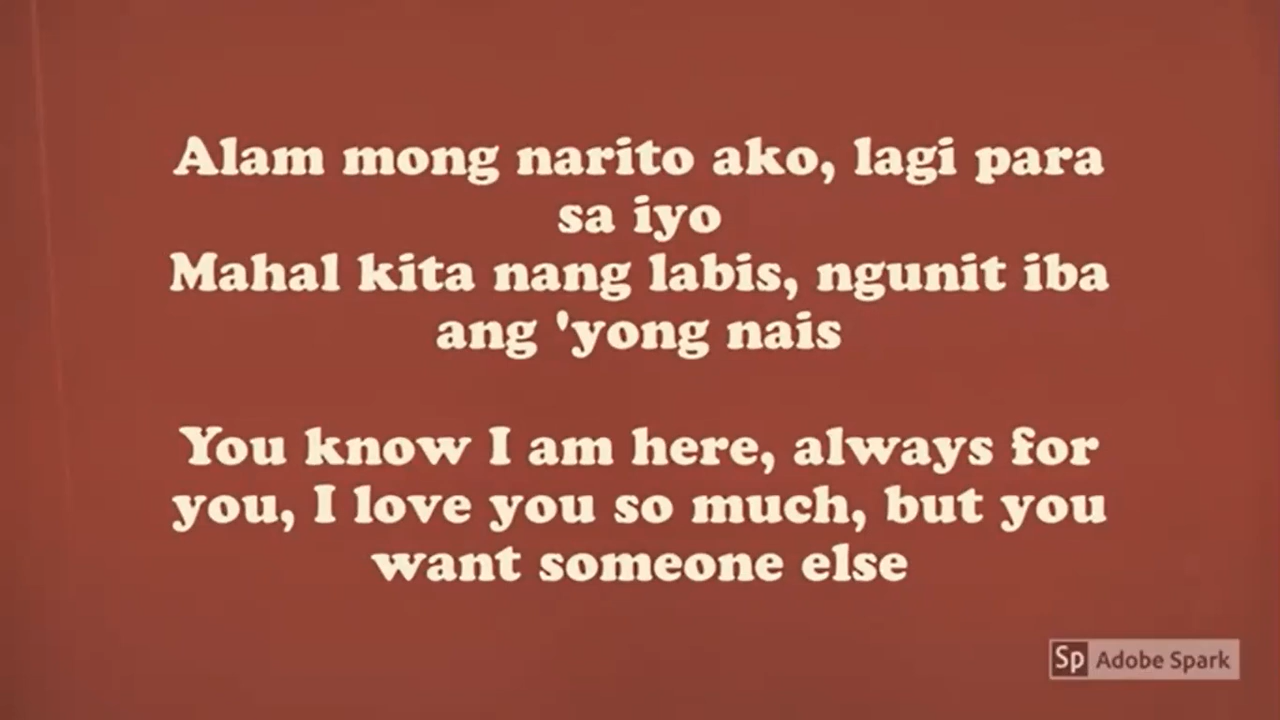 Alam mong narito ako, lagi para
sa iyo
Mahal kita nang labis, ngunit iba
ang 'yong nais
You know I am here, always for
you, I love you so much, but you
want someone else
Sp Adobe Spark